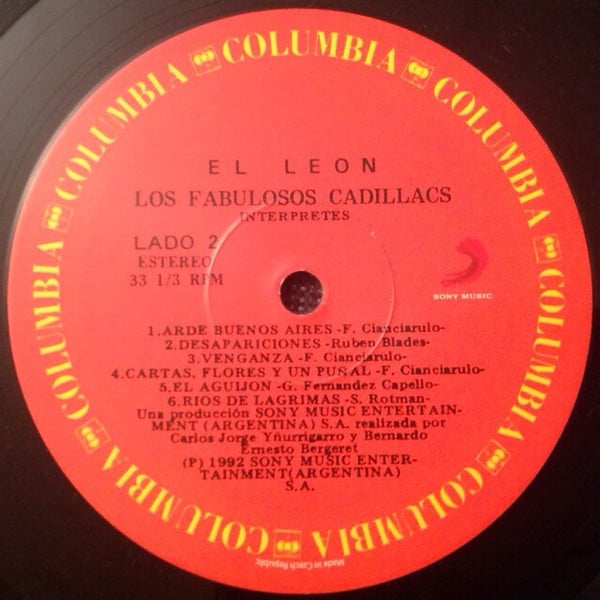 COLUMBIA COLUMBIA COLUMBIA COLUMBIA COLUMBIA COLUMBIA COLUMBIA COLUMBIA
EL LEON
LOS FABULOSOS CADILLACS
INTERPRETES
LADO 2
ESTEREO
33 1/3 RPM
SONY MUSIC
1.ARDE BUENOS AIRES -F. Cianciarulo-
2.DESAPARICIONES -Ruben Blades-
3.VENGANZA -F. Cianciarulo-
4.CARTAS, FLORES Y UN PUÑAL -F. Cianciarulo-
5.EL AGUIJON -G. Fernandez Capello-
6.RIOS DE LAGRIMAS -S. Rotman-
Una producción SONY MUSIC ENTERTAIN-
MENT (ARGENTINA) S.A. realizada por
Carlos Jorge Yñurrigarro y Bernardo
Ernesto Bergeret
(P) 1992 SONY MUSIC ENTER-
TAINMENT(ARGENTINA)
S.A.
Made in Czech Republic